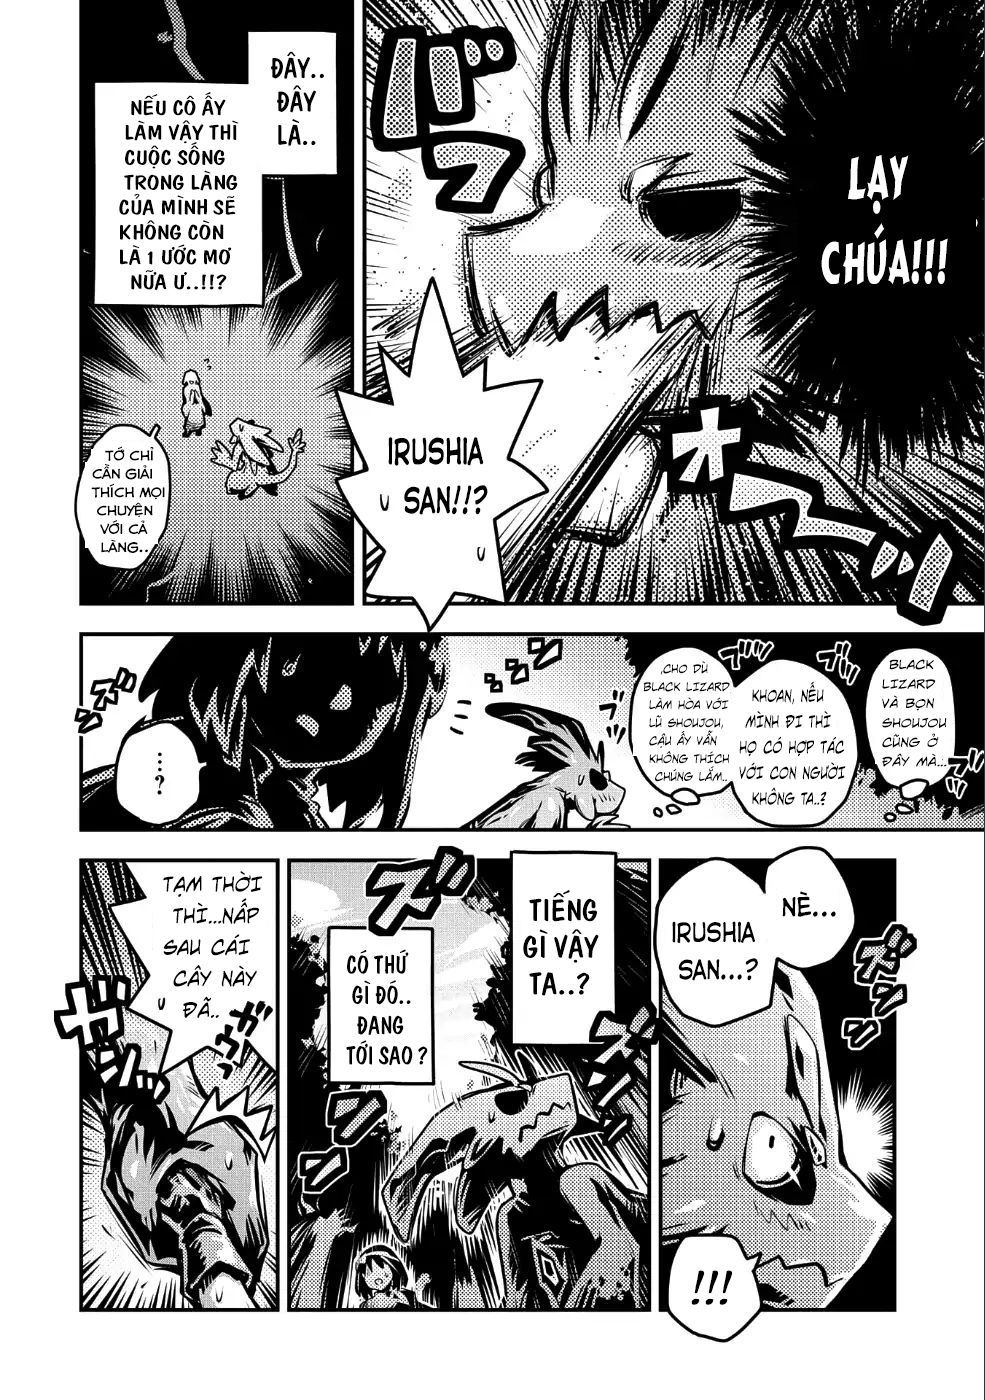 LẠY
CHÚA!!!
ĐÂY..
ĐÂY
LÀ..
NẾU CÔ ẤY
LÀM VẬY THÌ
CUỘC SỐNG
TRONG LÀNG
CỦA MÌNH SẼ
KHÔNG CÒN
LÀ 1 ƯỚC MƠ
NỮA Ư..!!?
IRUSHIA
SAN!!?
TỚ CHỈ
CẦN GIẢI
THÍCH MỌI
CHUYỆN
VỚI CẢ
LÀNG..
BLACK
LIZARD
VÀ BỌN
SHOUJOU
CŨNG Ở
ĐÂY MÀ...
KHOAN, NẾU
MÌNH ĐI THÌ
HỌ CÓ HỢP TÁC
VỚI CON NGƯỜI
KHÔNG TA..?
,CHO DÙ
BLACK LIZARD
LÀM HÒA VỚI
LŨ SHOUJOU,
CẬU ẤY VẪN
KHÔNG THÍCH
CHÚNG LẮM..
...?
NÈ...
IRUSHIA
SAN...?
!!!
TIẾNG
GÌ VẬY
TA..?
CÓ THỨ
GÌ ĐÓ..
ĐANG
TỚI SAO?
TẠM THỜI
THÌ...NẤP
SAU CÁI
CÂY NÀY
ĐÃ..